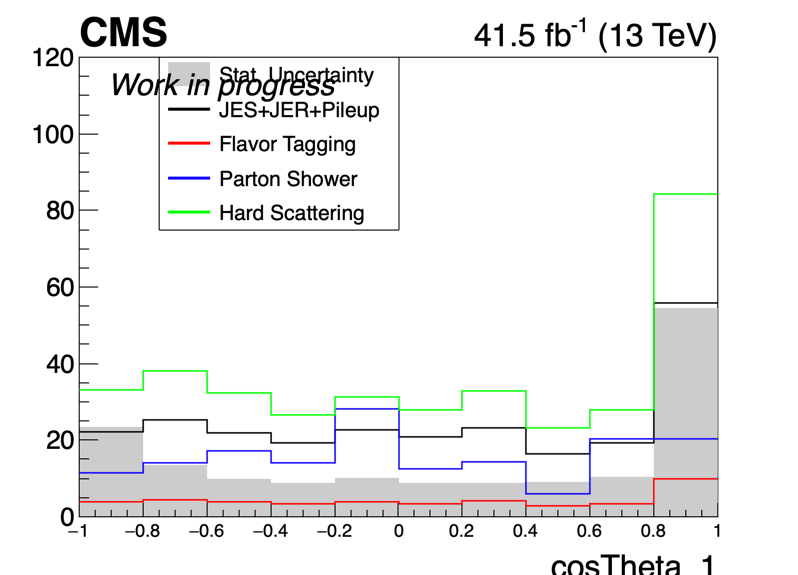 CMS
41.5 fb-1 (13 TeV)
120
Stat. Uncertainty
Work in progress
JES+JER+Pileup
100
Flavor Tagging
Parton Shower
80
Hard Scattering
60
40
20
0
−1 −0.8 −0.6 −0.4 −0.2 0 0.2 0.4 0.6 0.8 1
cosTheta_1